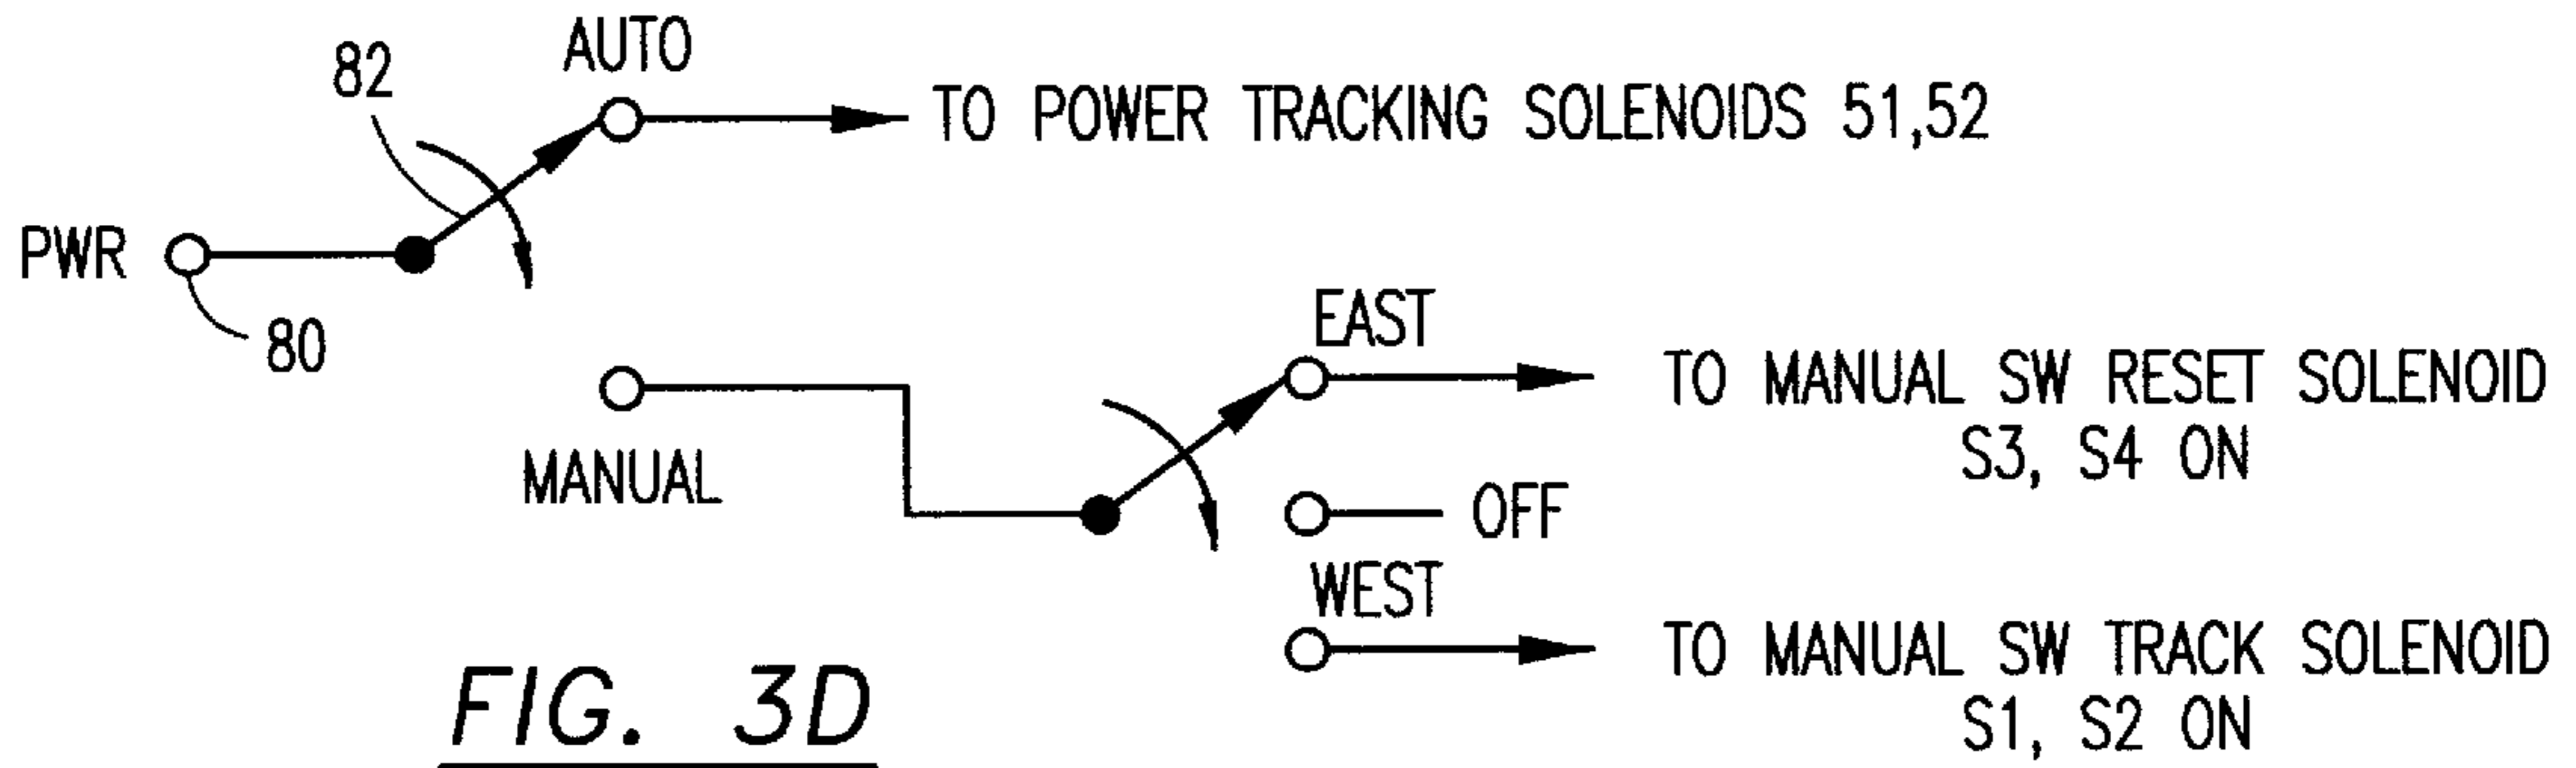 82
AUTO
TO POWER TRACKING SOLENOIDS 51,52
PWR
80
MANUAL
EAST
TO MANUAL SW RESET SOLENOID
S3, S4 ON
OFF
WEST
TO MANUAL SW TRACK SOLENOID
S1, S2 ON
FIG. 3D